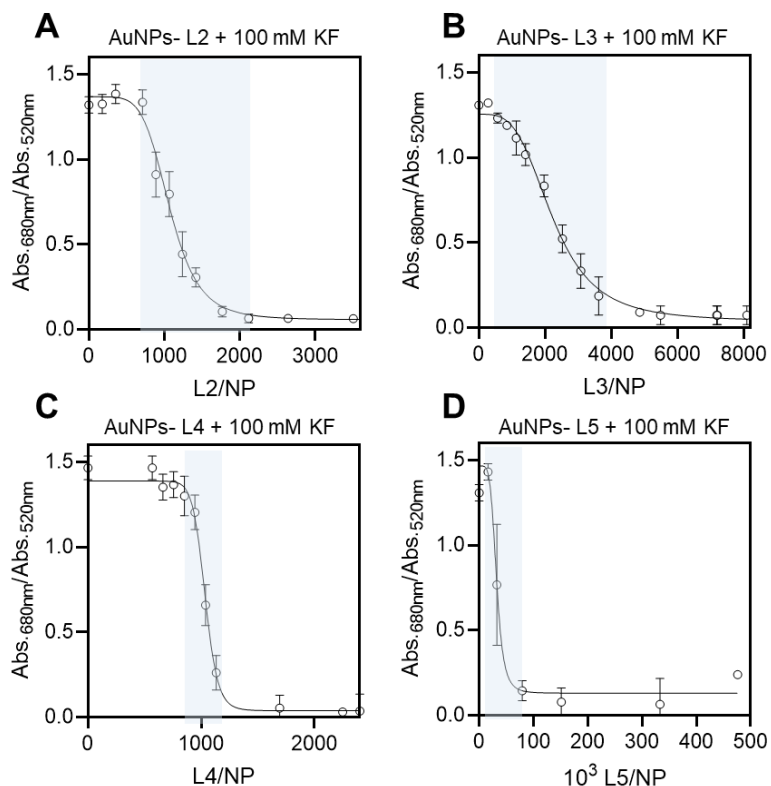 A
AuNPs- L2 + 100 mM KF
Abs.680nm/Abs.520nm
1.5
1.0
0.5
0.0
0 1000 2000 3000
L2/NP
B
AuNPs- L3 + 100 mM KF
Abs.680nm/Abs.520nm
1.5
1.0
0.5
0.0
0 2000 4000 6000 8000
L3/NP
C
AuNPs- L4 + 100 mM KF
Abs.680nm/Abs.520nm
1.5
1.0
0.5
0.0
0 1000 2000
L4/NP
D
AuNPs- L5 + 100 mM KF
Abs.680nm/Abs.520nm
1.5
1.0
0.5
0.0
0 100 200 300 400 500
10³ L5/NP